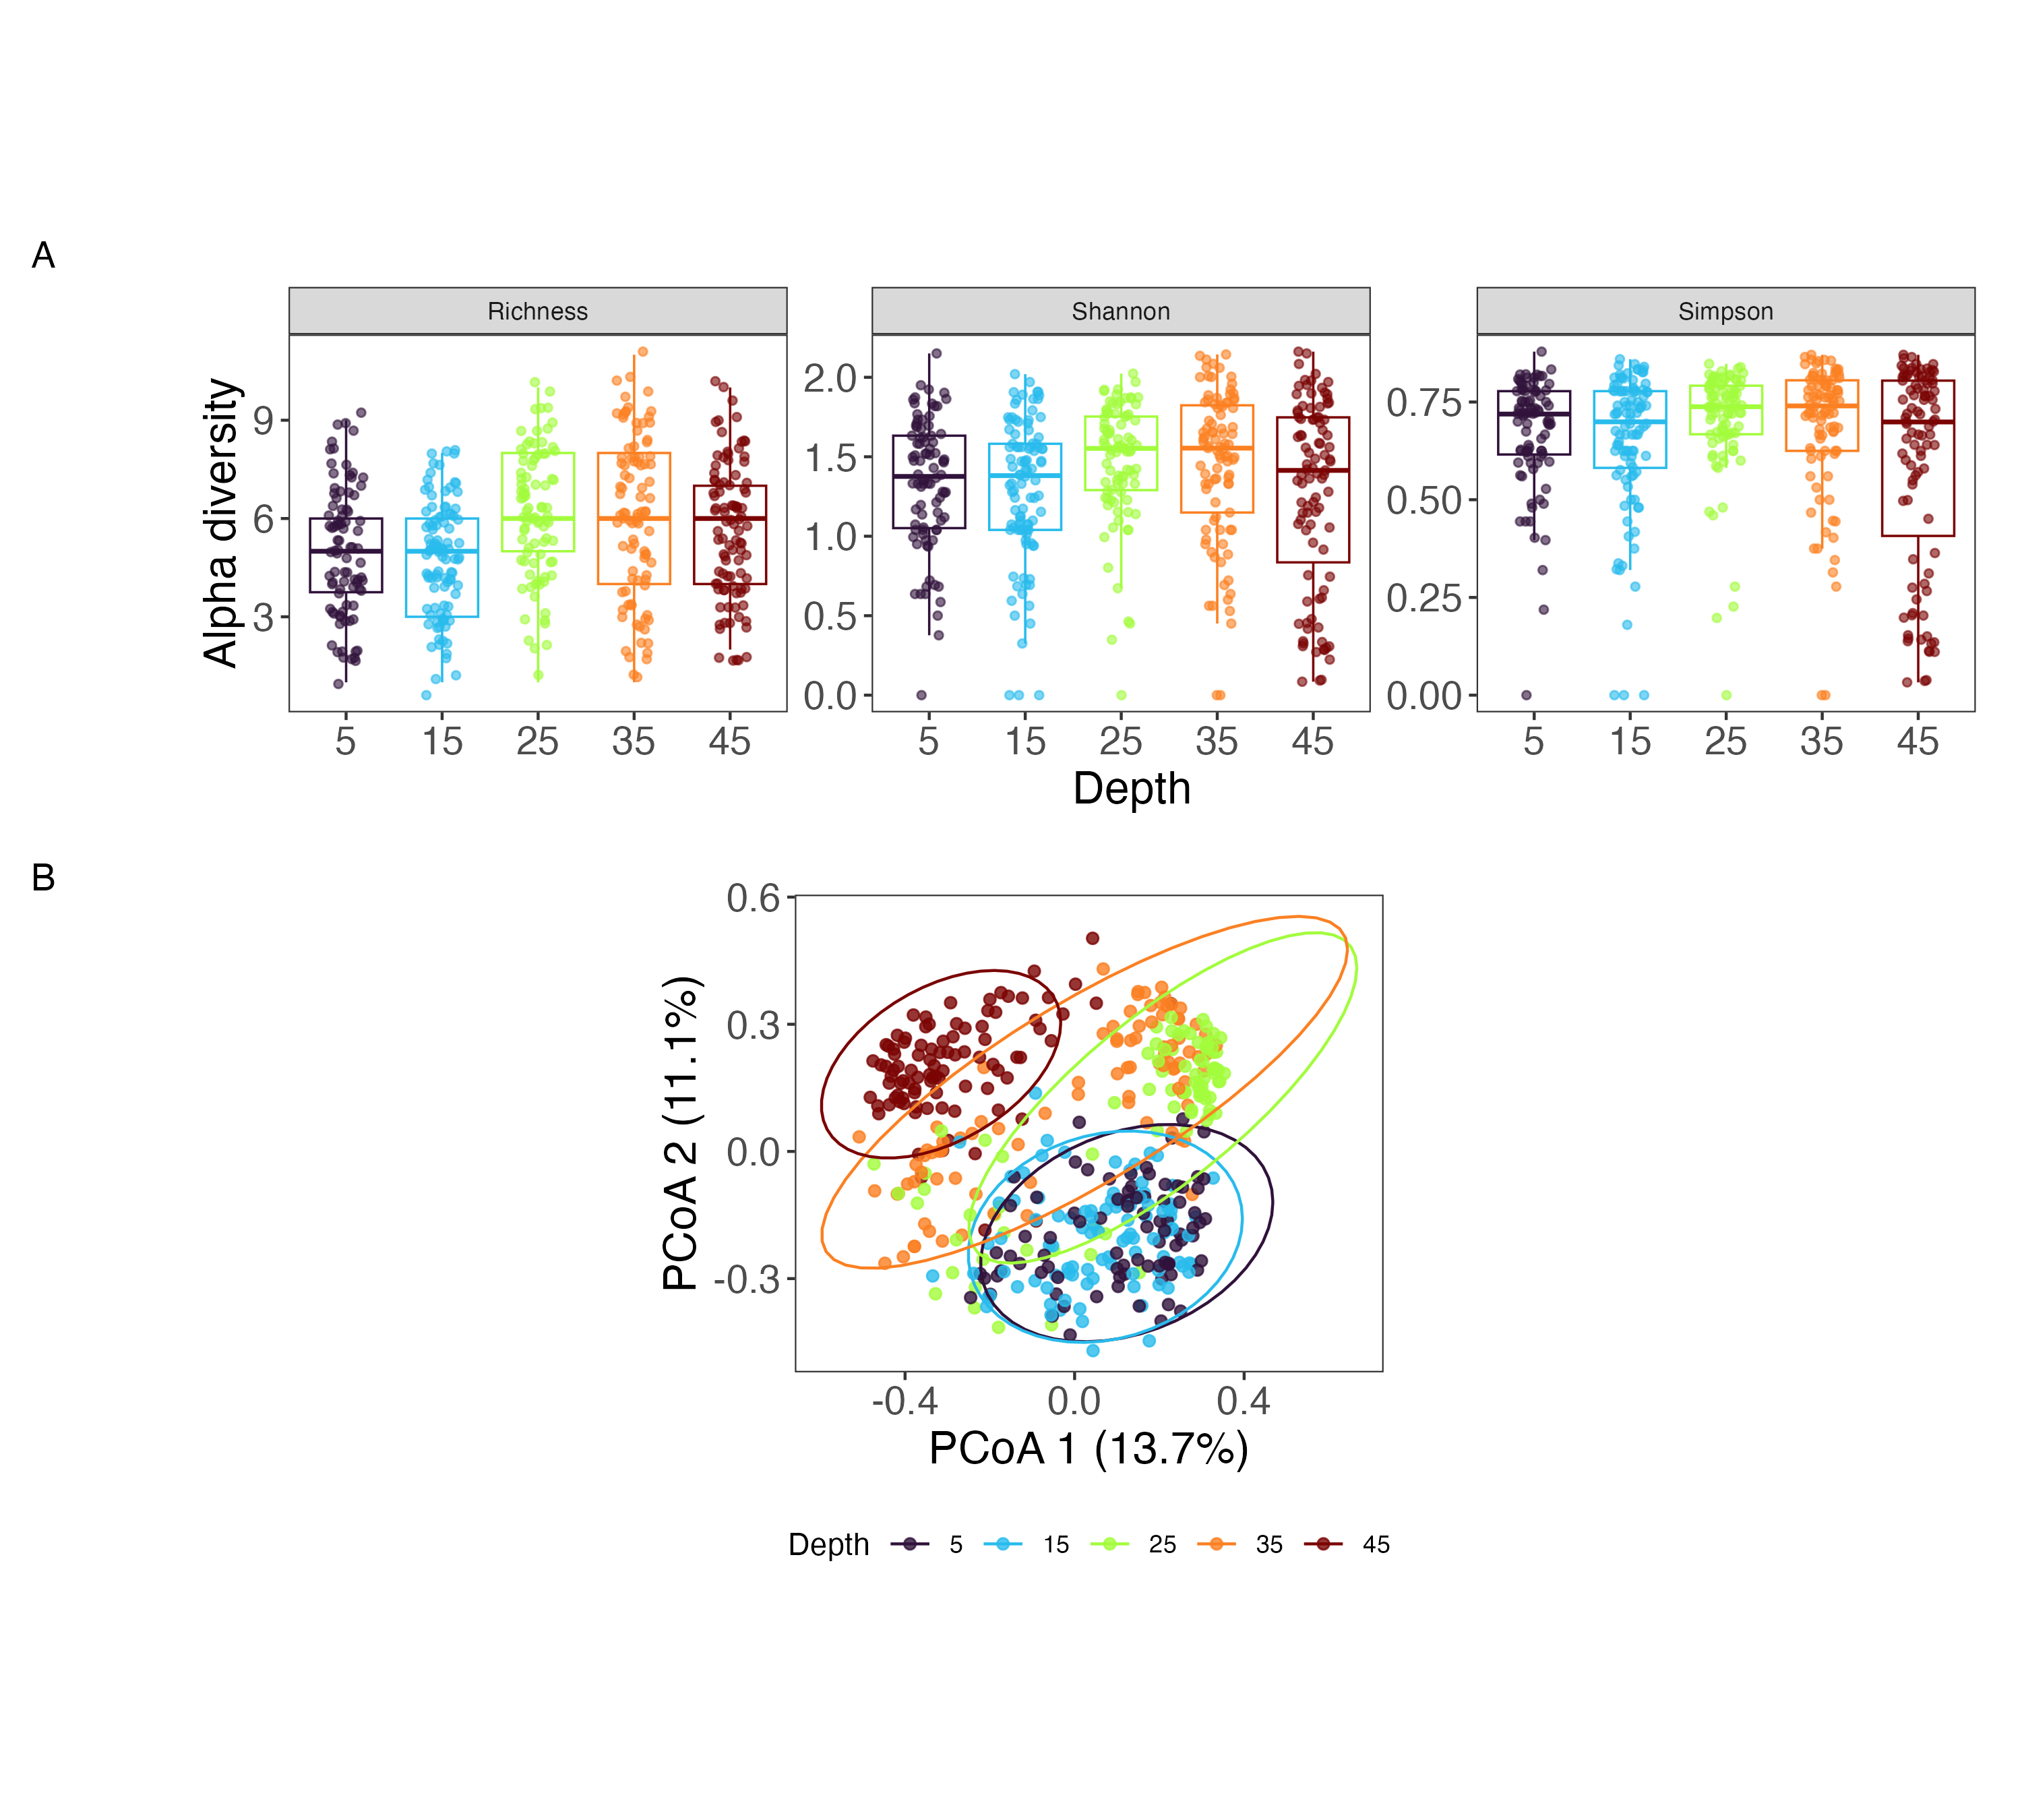 A
Richness
Shannon
Simpson
Alpha diversity
9
6
3
2.0
1.5
1.0
0.5
0.0
0.75
0.50
0.25
0.00
5 15 25 35 45
5 15 25 35 45
5 15 25 35 45
Depth
B
PCoA 2 (11.1%)
0.6
0.3
0.0
-0.3
-0.4 0.0 0.4
PCoA 1 (13.7%)
Depth 5 15 25 35 45